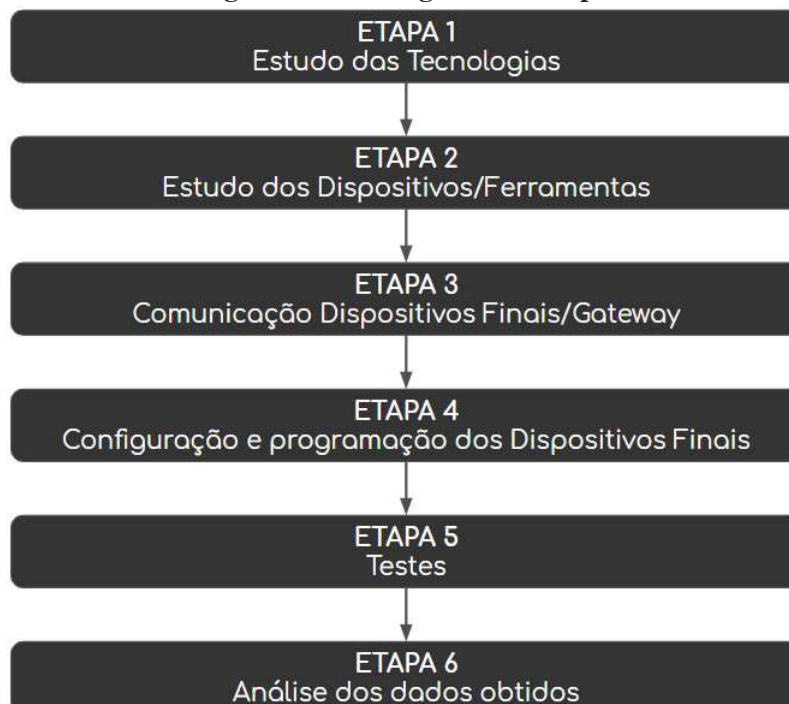 ETAPA 1
Estudo das Tecnologias
ETAPA 2
Estudo dos Dispositivos/Ferramentas
ETAPA 3
Comunicação Dispositivos Finais/Gateway
ETAPA 4
Configuração e programação dos Dispositivos Finais
ETAPA 5
Testes
ETAPA 6
Análise dos dados obtidos